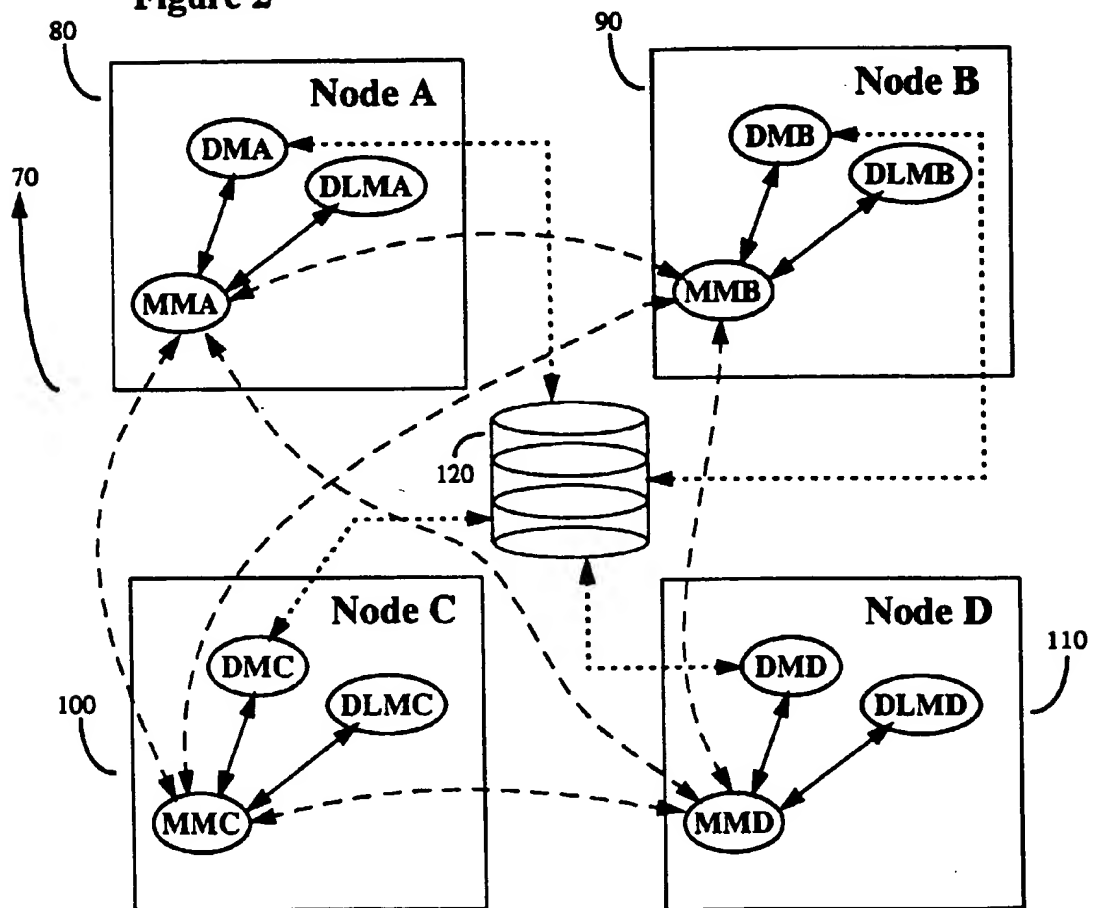 Figure 2
80
Node A
DMA
DLMA
MMA
90
Node B
DMB
DLMB
MMB
70
120
Node C
DMC
DLMC
MMC
100
Node D
DMD
DLMD
MMD
110